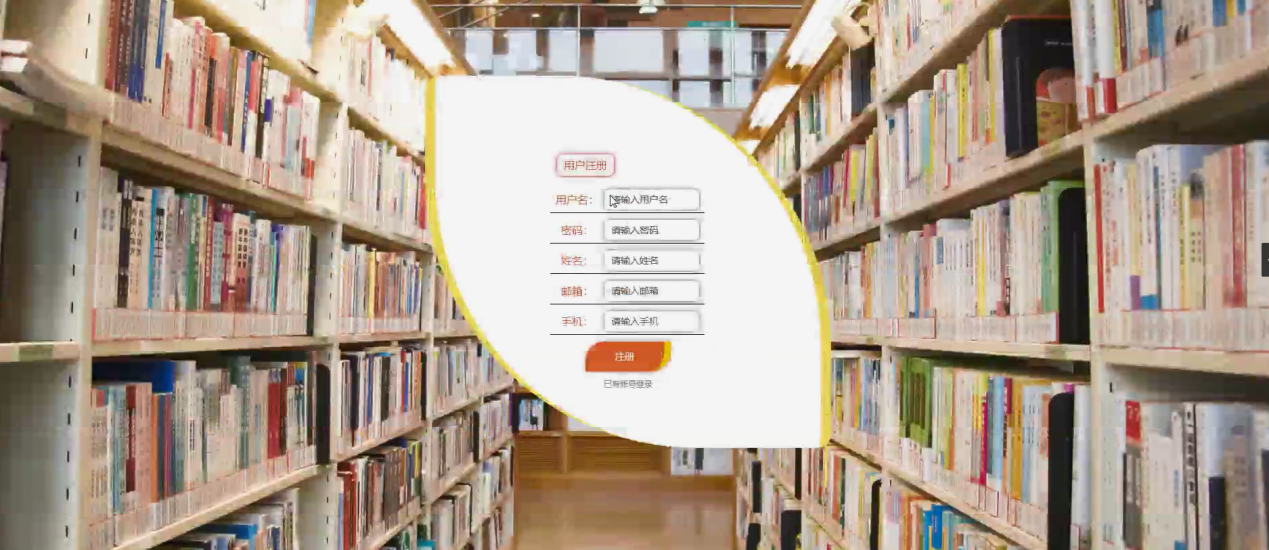 用户注册
用户名： 请输入用户名
密码： 请输入密码
姓名： 请输入姓名
邮箱： 请输入邮箱
手机： 请输入手机
注册
已有账号登录